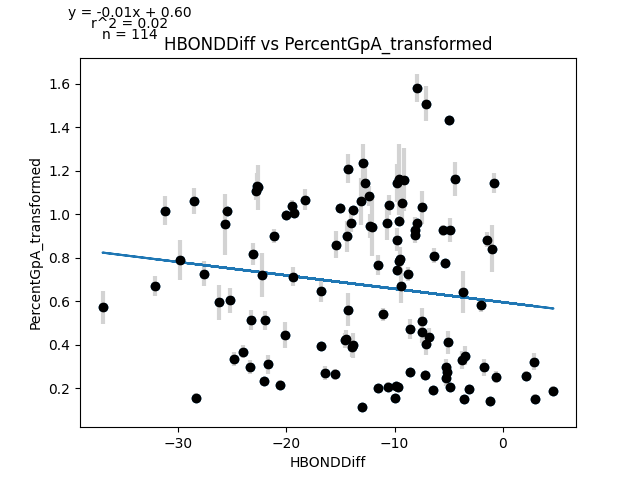 y = -0.01x + 0.60
r^2 = 0.02
n = 114
HBONDDiff vs PercentGpA_transformed
PercentGpA_transformed
1.6
1.4
1.2
1.0
0.8
0.6
0.4
0.2
−30
−20
−10
0
HBONDDiff